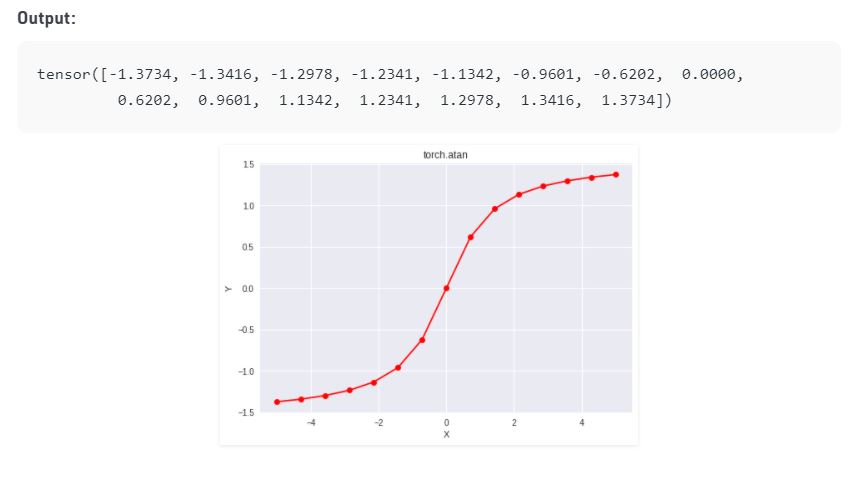 Output:
tensor([-1.3734, -1.3416, -1.2978, -1.2341, -1.1342, -0.9601, -0.6202,  0.0000,
0.6202,  0.9601,  1.1342,  1.2341,  1.2978,  1.3416,  1.3734])
torch.atan
1.5
1.0
0.5
0.0
−0.5
−1.0
−1.5
Y
−4 −2 0 2 4
X